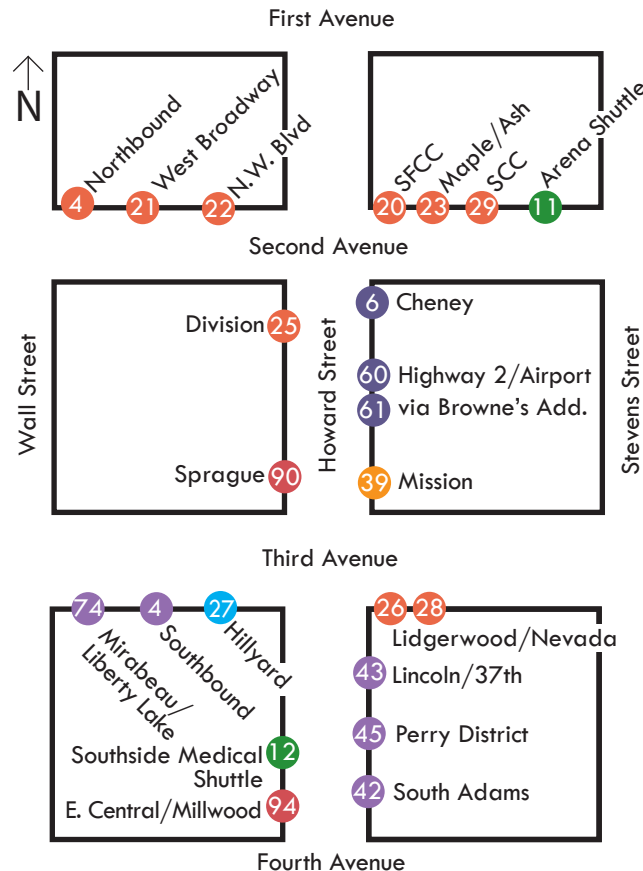 First Avenue
N
Northbound
West Broadway
N.W. Blvd
4
21
22
SFCC
Maple/Ash
SCC
Arena Shuttle
20
23
29
11
Second Avenue
Wall Street
Division 25
Sprague 90
Howard Street
6 Cheney
60 Highway 2/Airport
61 via Browne's Add.
39 Mission
Stevens Street
Third Avenue
74
4
27
Mirabeau/
Liberty Lake
Southbound
Hillyard
Southside Medical 12
Shuttle
E. Central/Millwood 94
26 28
Lidgerwood/Nevada
43 Lincoln/37th
45 Perry District
42 South Adams
Fourth Avenue